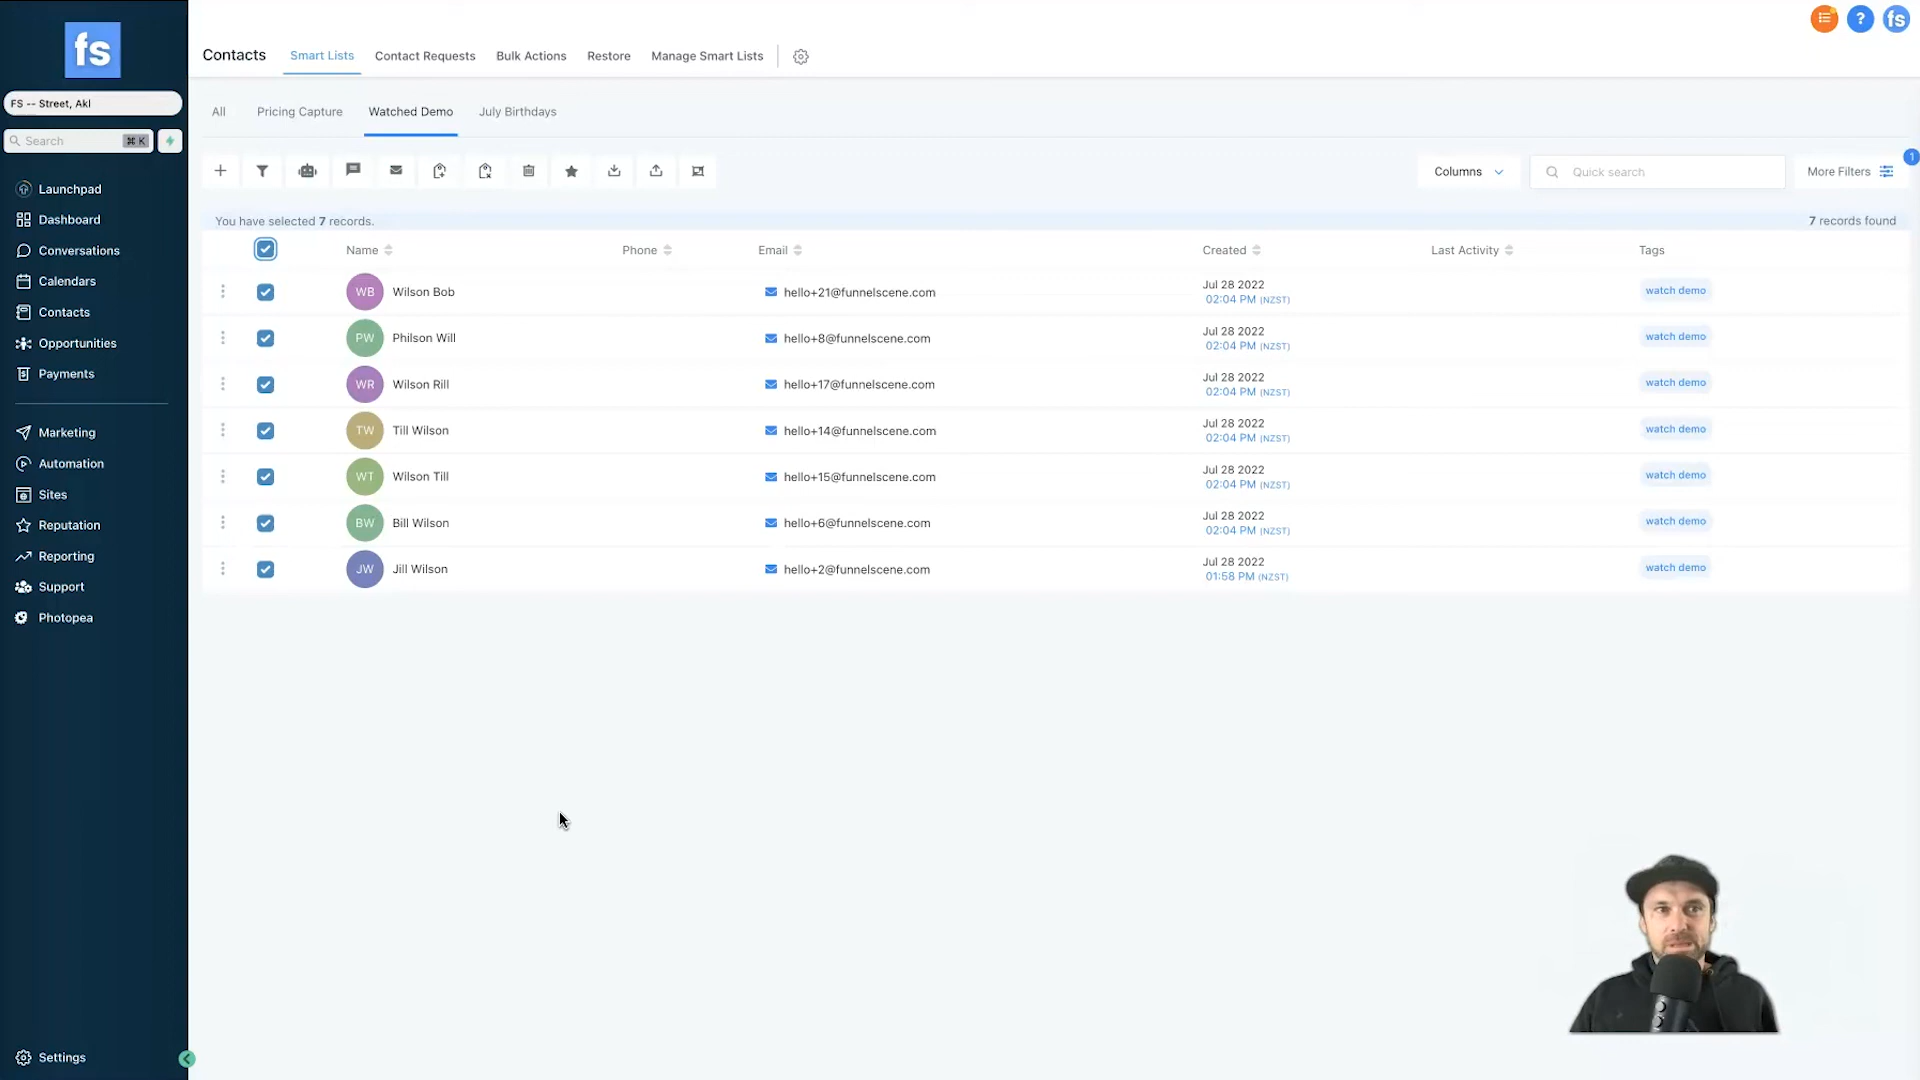 fs
FS -- Street, Akl
Search ⌘ K
Launchpad
Dashboard
Conversations
Calendars
Contacts
Opportunities
Payments
Marketing
Automation
Sites
Reputation
Reporting
Support
Photopea
Settings
? fs
Contacts Smart Lists Contact Requests Bulk Actions Restore Manage Smart Lists
All Pricing Capture Watched Demo July Birthdays
Columns Quick search More Filters 1
You have selected 7 records. 7 records found
Name Phone Email Created Last Activity Tags
WB Wilson Bob hello+21@funnelscene.com Jul 28 2022 watch demo
02:04 PM (NZST)
PW Philson Will hello+8@funnelscene.com Jul 28 2022 watch demo
02:04 PM (NZST)
WR Wilson Rill hello+17@funnelscene.com Jul 28 2022 watch demo
02:04 PM (NZST)
TW Till Wilson hello+14@funnelscene.com Jul 28 2022 watch demo
02:04 PM (NZST)
WT Wilson Till hello+15@funnelscene.com Jul 28 2022 watch demo
02:04 PM (NZST)
BW Bill Wilson hello+6@funnelscene.com Jul 28 2022 watch demo
02:04 PM (NZST)
JW Jill Wilson hello+2@funnelscene.com Jul 28 2022 watch demo
01:58 PM (NZST)